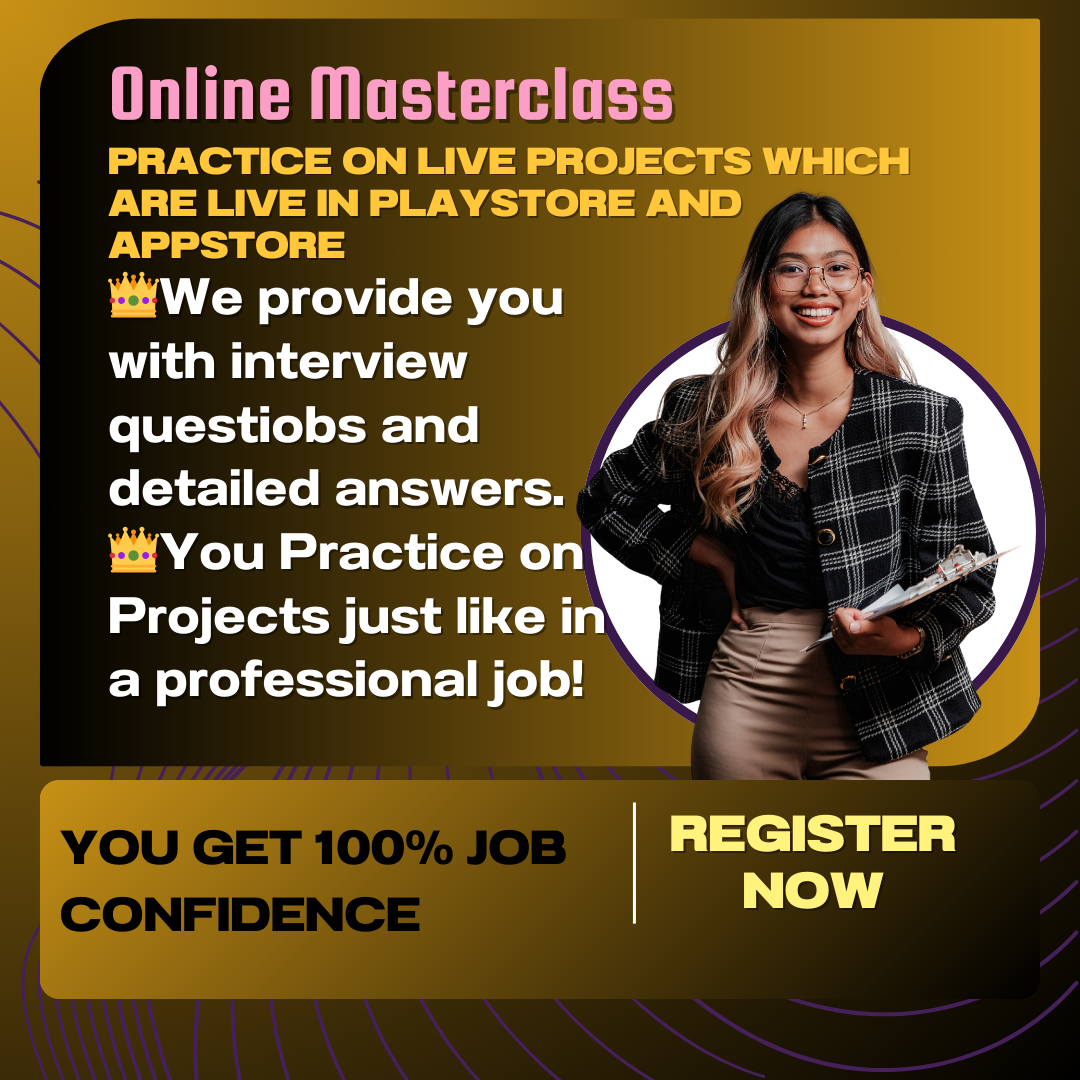 Online Masterclass
PRACTICE ON LIVE PROJECTS WHICH
ARE LIVE IN PLAYSTORE AND
APPSTORE
👑We provide you
with interview
questiobs and
detailed answers.
👑You Practice on
Projects just like in
a professional job!
YOU GET 100% JOB
CONFIDENCE
REGISTER
NOW